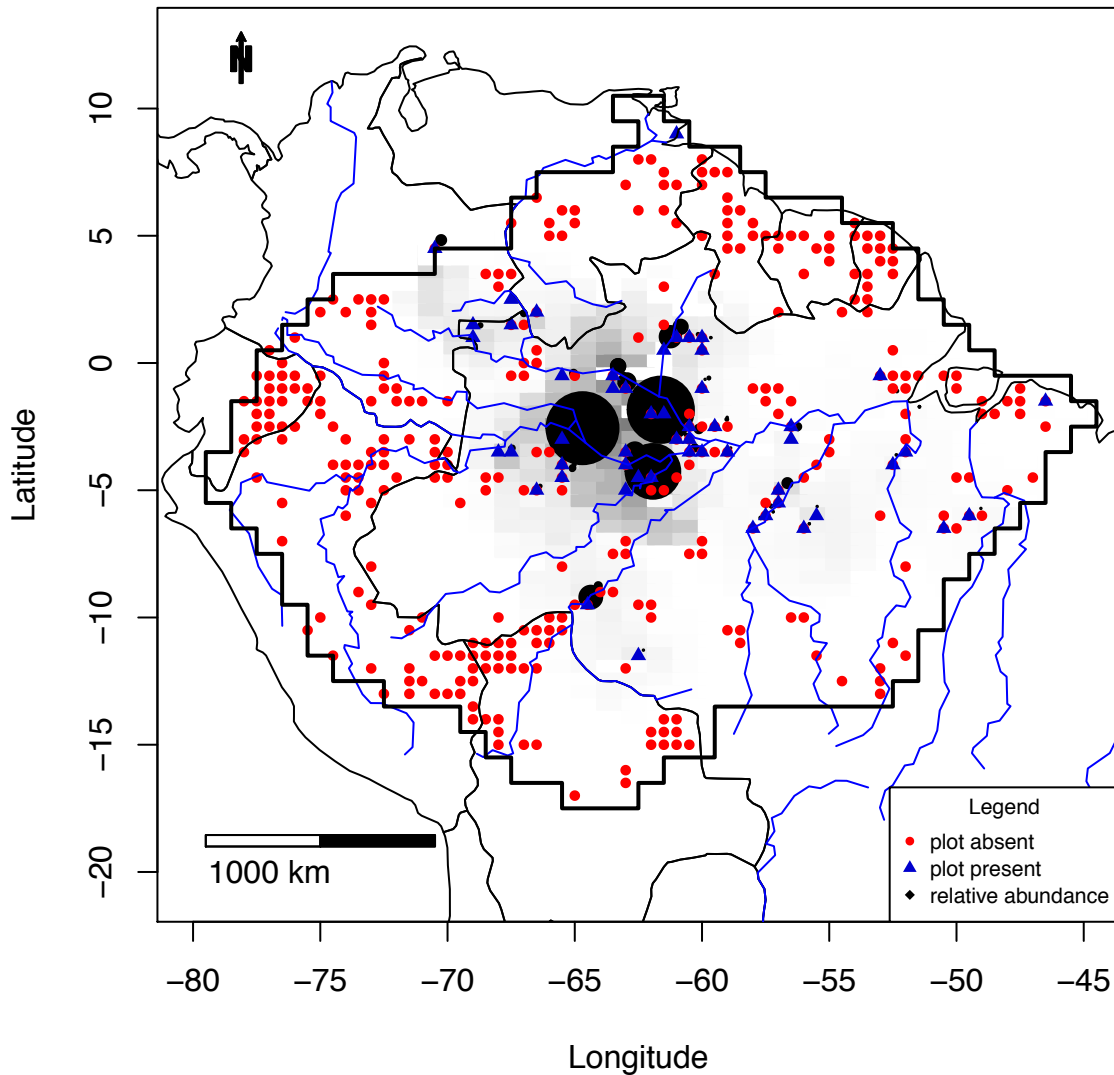 N
10
5
0
−5
−10
−15
−20
Latitude
1000 km
Legend
plot absent
plot present
relative abundance
−80
−75
−70
−65
−60
−55
−50
−45
Longitude